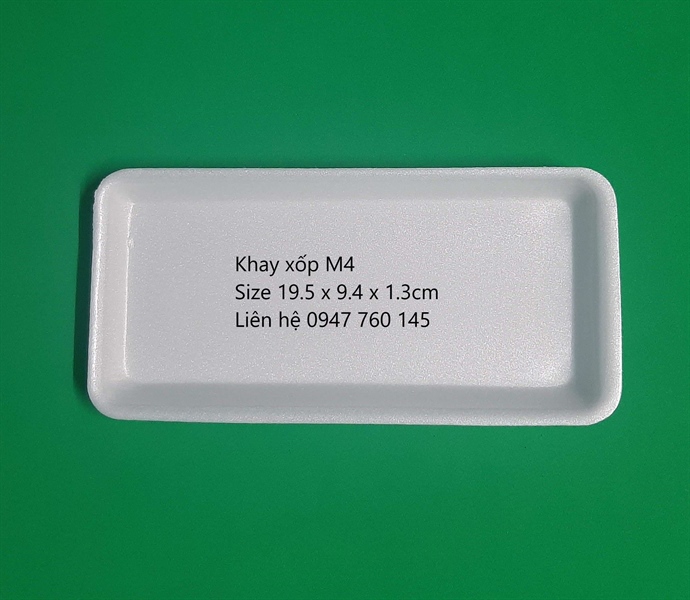 Khay xốp M4
Size 19.5 x 9.4 x 1.3cm
Liên hệ 0947 760 145